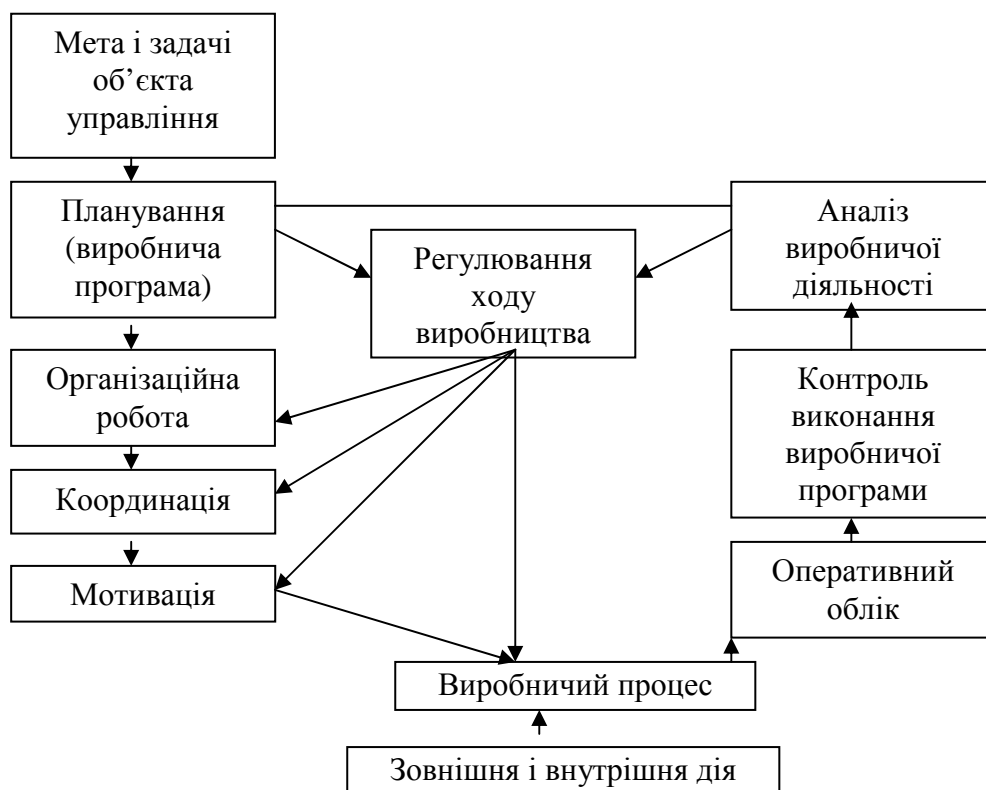 Мета і задачі
об’єкта
управління
Планування
(виробнича
програма)
Регулювання
ходу
виробництва
Аналіз
виробничої
діяльності
Організаційна
робота
Контроль
виконання
виробничої
програми
Координація
Мотивація
Оперативний
облік
Виробничий процес
Зовнішня і внутрішня дія